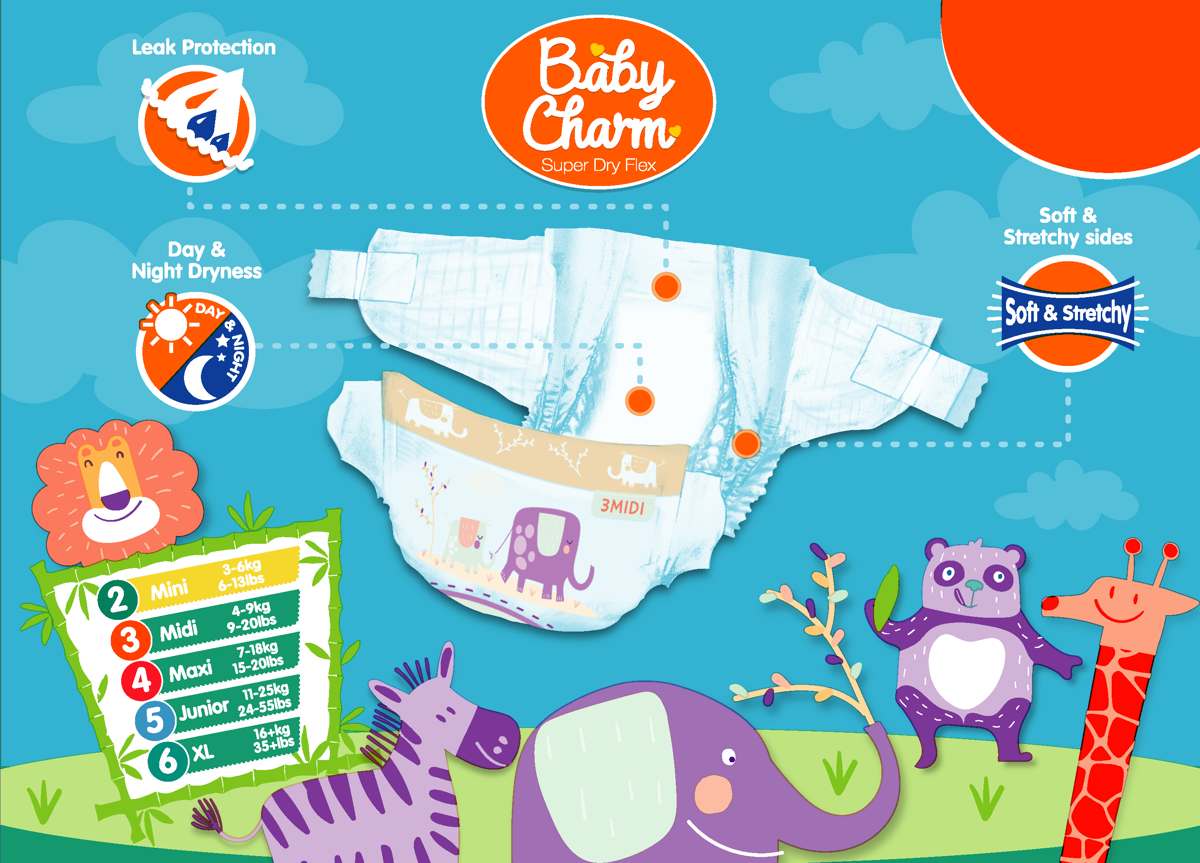 Leak Protection
Baby
Charm
Super Dry Flex
Day &
Night Dryness
DAY
& NIGHT
Soft &
Stretchy sides
Soft & Stretchy
3MIDI
2 Mini 3-6kg
6-13lbs
3 Midi 4-9kg
9-20lbs
4 Maxi 7-18kg
15-20lbs
5 Junior 11-25kg
24-55lbs
6 XL 16+kg
35+lbs